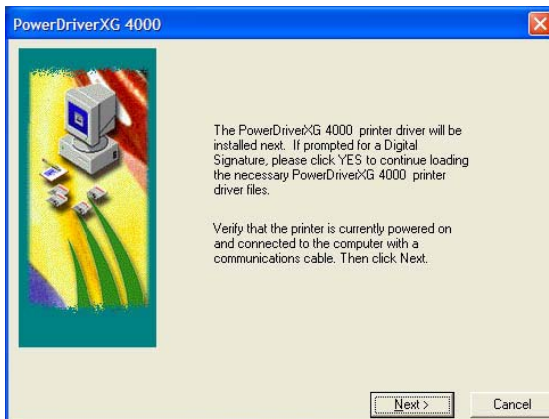 PowerDriverXG 4000
The PowerDriverXG 4000 printer driver will be
installed next. If prompted for a Digital
Signature, please click YES to continue loading
the necessary PowerDriverXG 4000 printer
driver files.
Verify that the printer is currently powered on
and connected to the computer with a
communications cable. Then click Next.
Next > Cancel